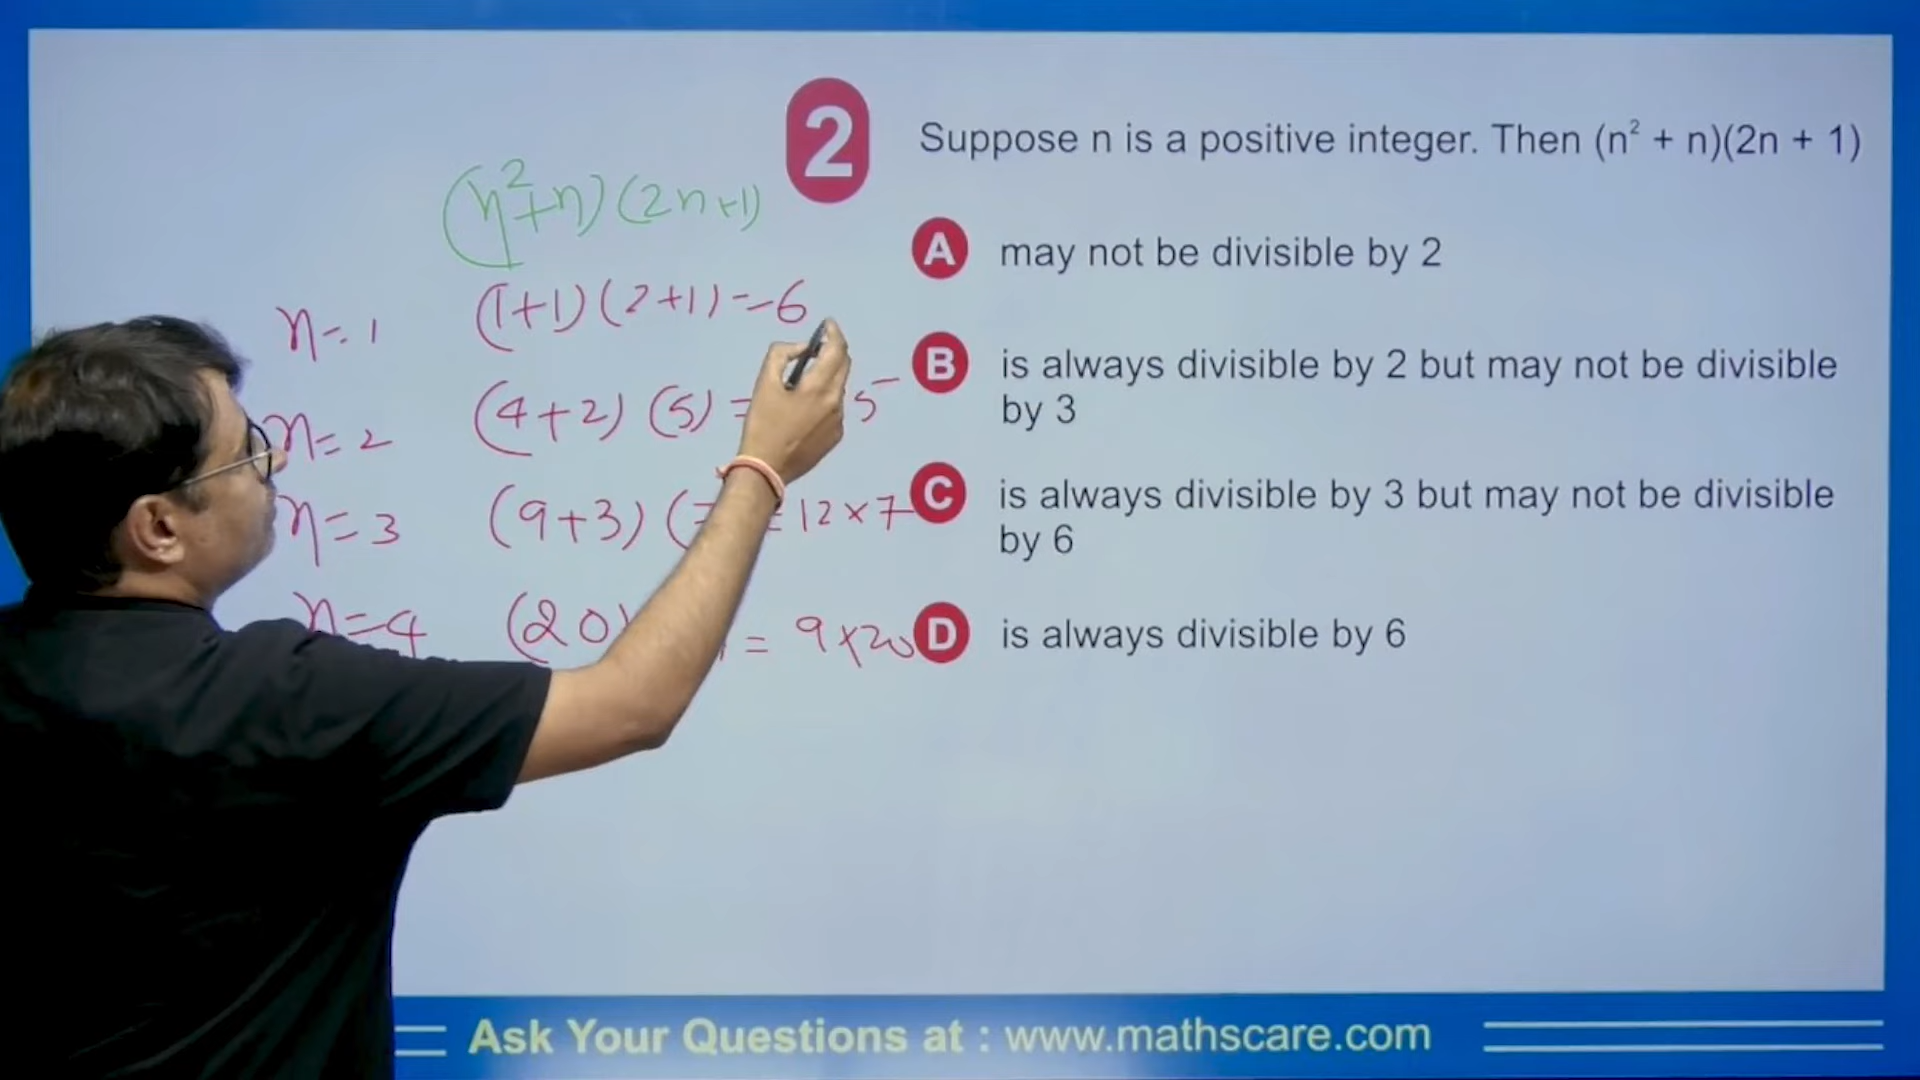 2
Suppose n is a positive integer. Then (n² + n)(2n + 1)
A may not be divisible by 2
B is always divisible by 2 but may not be divisible
by 3
C is always divisible by 3 but may not be divisible
by 6
D is always divisible by 6
(n²+n)(2n+1)
n=1 (1+1)(2+1)=6
n=2 (4+2)(5)= 5
n=3 (9+3)( =12×7
n=4 (20) =9×20
Ask Your Questions at : www.mathscare.com